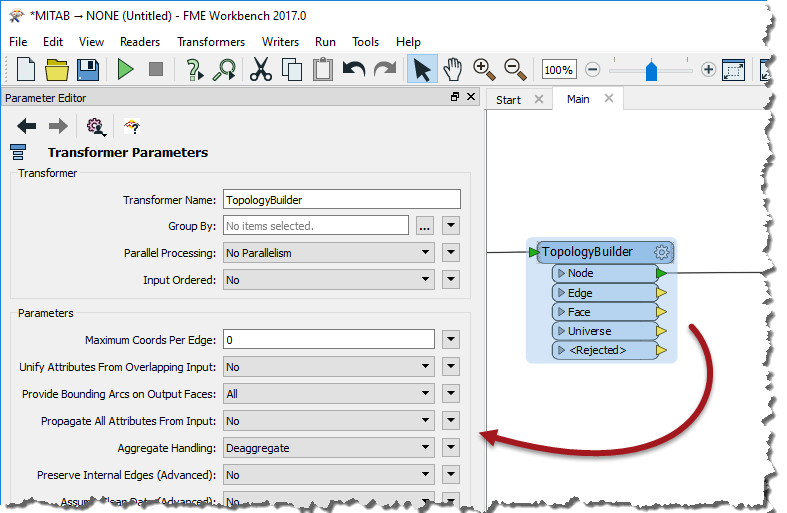 *MITAB → NONE (Untitled) - FME Workbench 2017.0
File Edit View Readers Transformers Writers Run Tools Help
100%
Parameter Editor
Start Main
Transformer Parameters
Transformer
Transformer Name: TopologyBuilder
Group By: No items selected. ...
Parallel Processing: No Parallelism
Input Ordered: No
Parameters
Maximum Coords Per Edge: 0
Unify Attributes From Overlapping Input: No
Provide Bounding Arcs on Output Faces: All
Propagate All Attributes From Input: No
Aggregate Handling: Deaggregate
Preserve Internal Edges (Advanced): No
(Advanced): No
TopologyBuilder
Node
Edge
Face
Universe
<Rejected>